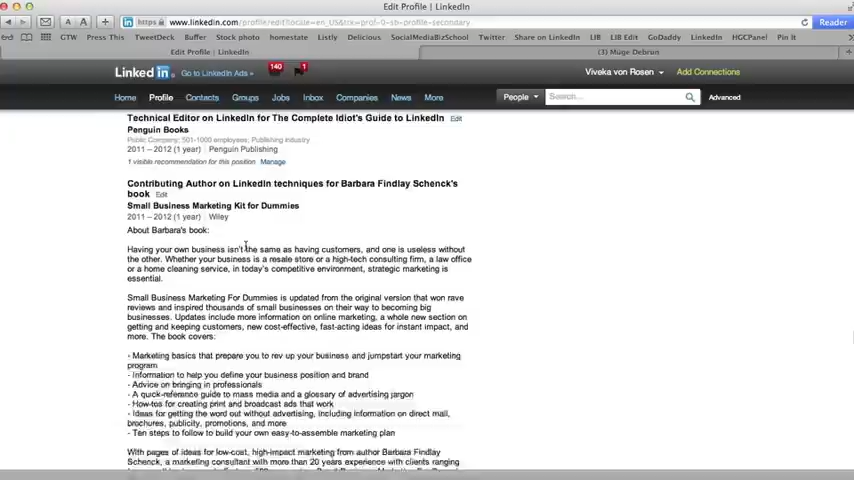 Edit Profile | LinkedIn
https www.linkedin.com/profile/edit?locale=en_US&trk=prof-0-sb-profile-secondary
Reader
GTW Press This TweetDeck Buffer Stock photo homestate Listly Delicious SocialMediaBizSchool Twitter Share on LinkedIn LIB LIB Edit GoDaddy LinkedIn HGCPanel Pin it
Edit Profile | LinkedIn Müge Debrun
Linked in. Go to LinkedIn Ads » 140 1 Viveka von Rosen Add Connections
Home Profile Contacts Groups Jobs Inbox Companies News More People Search... Advanced
Technical Editor on LinkedIn for The Complete Idiot's Guide to LinkedIn Edit
Penguin Books
Public Company; 501-1000 employees; Publishing industry
2011 – 2012 (1 year) | Penguin Publishing
1 visible recommendation for this position Manage
Contributing Author on LinkedIn techniques for Barbara Findlay Schenck's
book Edit
Small Business Marketing Kit for Dummies
2011 – 2012 (1 year) | Wiley
About Barbara's book:
Having your own business isn't the same as having customers, and one is useless without
the other. Whether your business is a resale store or a high-tech consulting firm, a law office
or a home cleaning service, in today's competitive environment, strategic marketing is
essential.
Small Business Marketing For Dummies is updated from the original version that won rave
reviews and inspired thousands of small businesses on their way to becoming big
businesses. Updates include more information on online marketing, a whole new section on
getting and keeping customers, new cost-effective, fast-acting ideas for instant impact, and
more. The book covers:
- Marketing basics that prepare you to rev up your business and jumpstart your marketing
program
- Information to help you define your business position and brand
- Advice on bringing in professionals
- A quick-reference guide to mass media and a glossary of advertising jargon
- How-tos for creating print and broadcast ads that work
- Ideas for getting the word out without advertising, including information on direct mail,
brochures, publicity, promotions, and more
- Ten steps to follow to build your own easy-to-assemble marketing plan
With pages of ideas for low-cost, high-impact marketing from author Barbara Findlay
Schenck, a marketing consultant with more than 20 years experience with clients ranging